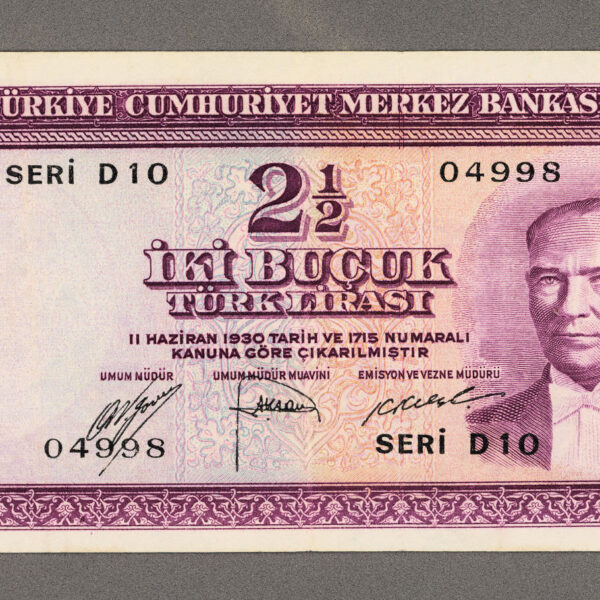 TÜRKİYE CUMHURİYET MERKEZ BANKAS
SERİ D10 04998
2 1/2
İKİ BUÇUK
TÜRK LİRASI
11 HAZİRAN 1930 TARİH VE 1715 NUMARALI
KANUNA GÖRE ÇIKARILMIŞTIR
UMUM MÜDÜR UMUM MÜDÜR MUAVİNİ EMİSYON VE VEZNE MÜDÜRÜ
04998 SERİ D10